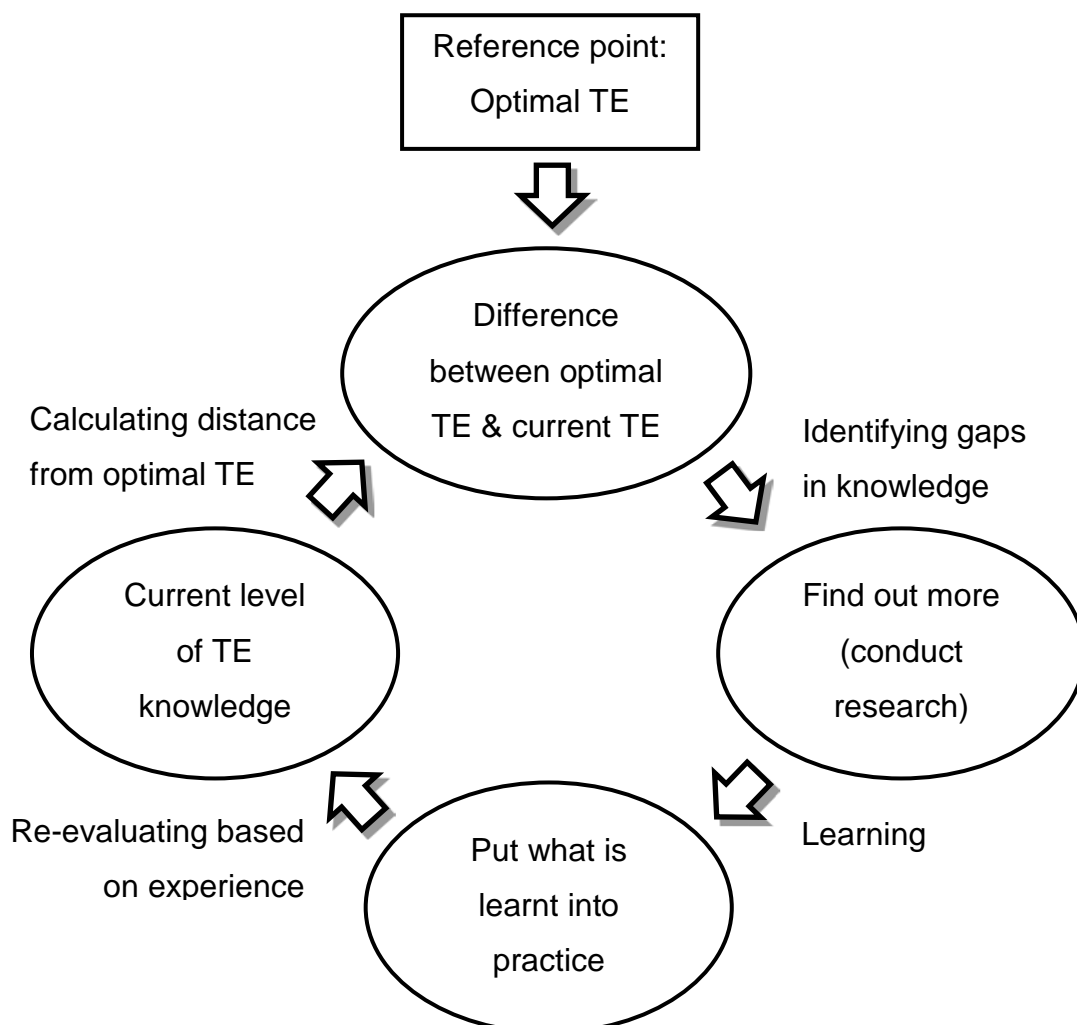 Reference point:
Optimal TE
Difference
between optimal
TE & current TE
Calculating distance
from optimal TE
Identifying gaps
in knowledge
Current level
of TE
knowledge
Find out more
(conduct
research)
Re-evaluating based
on experience
Learning
Put what is
learnt into
practice